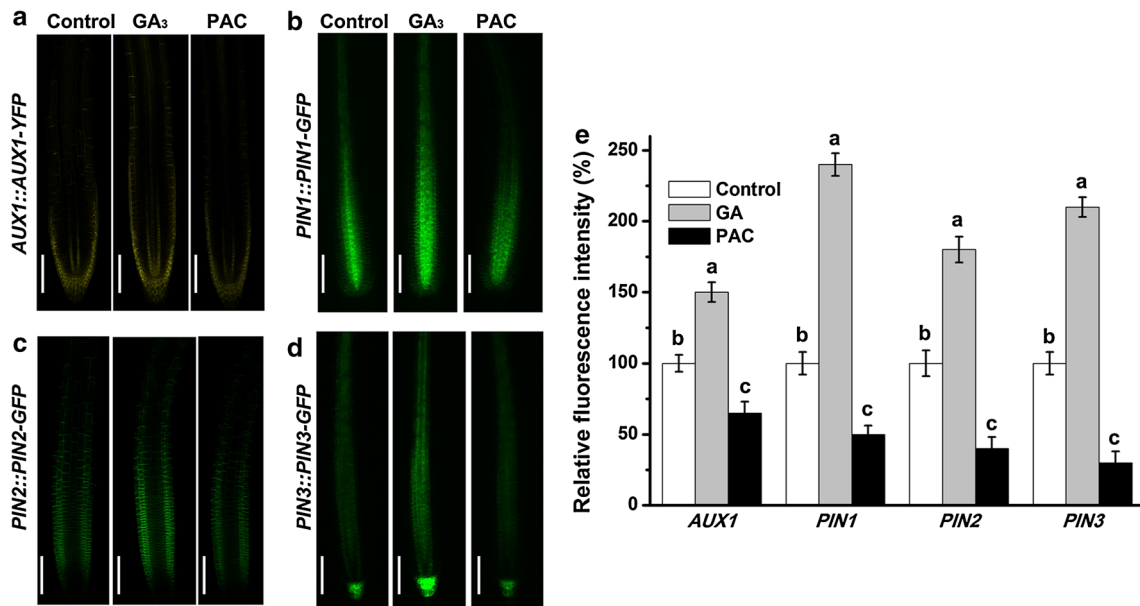 a
Control GA₃ PAC
AUX1::AUX1-YFP
b
Control GA₃ PAC
PIN1::PIN1-GFP
c
PIN2::PIN2-GFP
d
PIN3::PIN3-GFP
e
Relative fluorescence intensity (%)
250
200
150
100
50
0
Control
GA
PAC
b a c
b a c
b a c
b a c
AUX1 PIN1 PIN2 PIN3